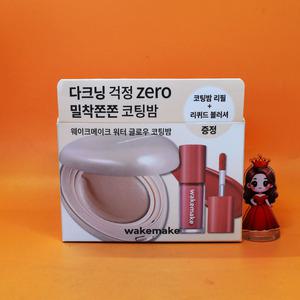 다크닝 걱정 zero
밀착쫀쫀 코팅밤
웨이크메이크 워터 글로우 코팅밤
코팅밤 리필
+
리퀴드 블러셔
증정
wakemake
wakemake